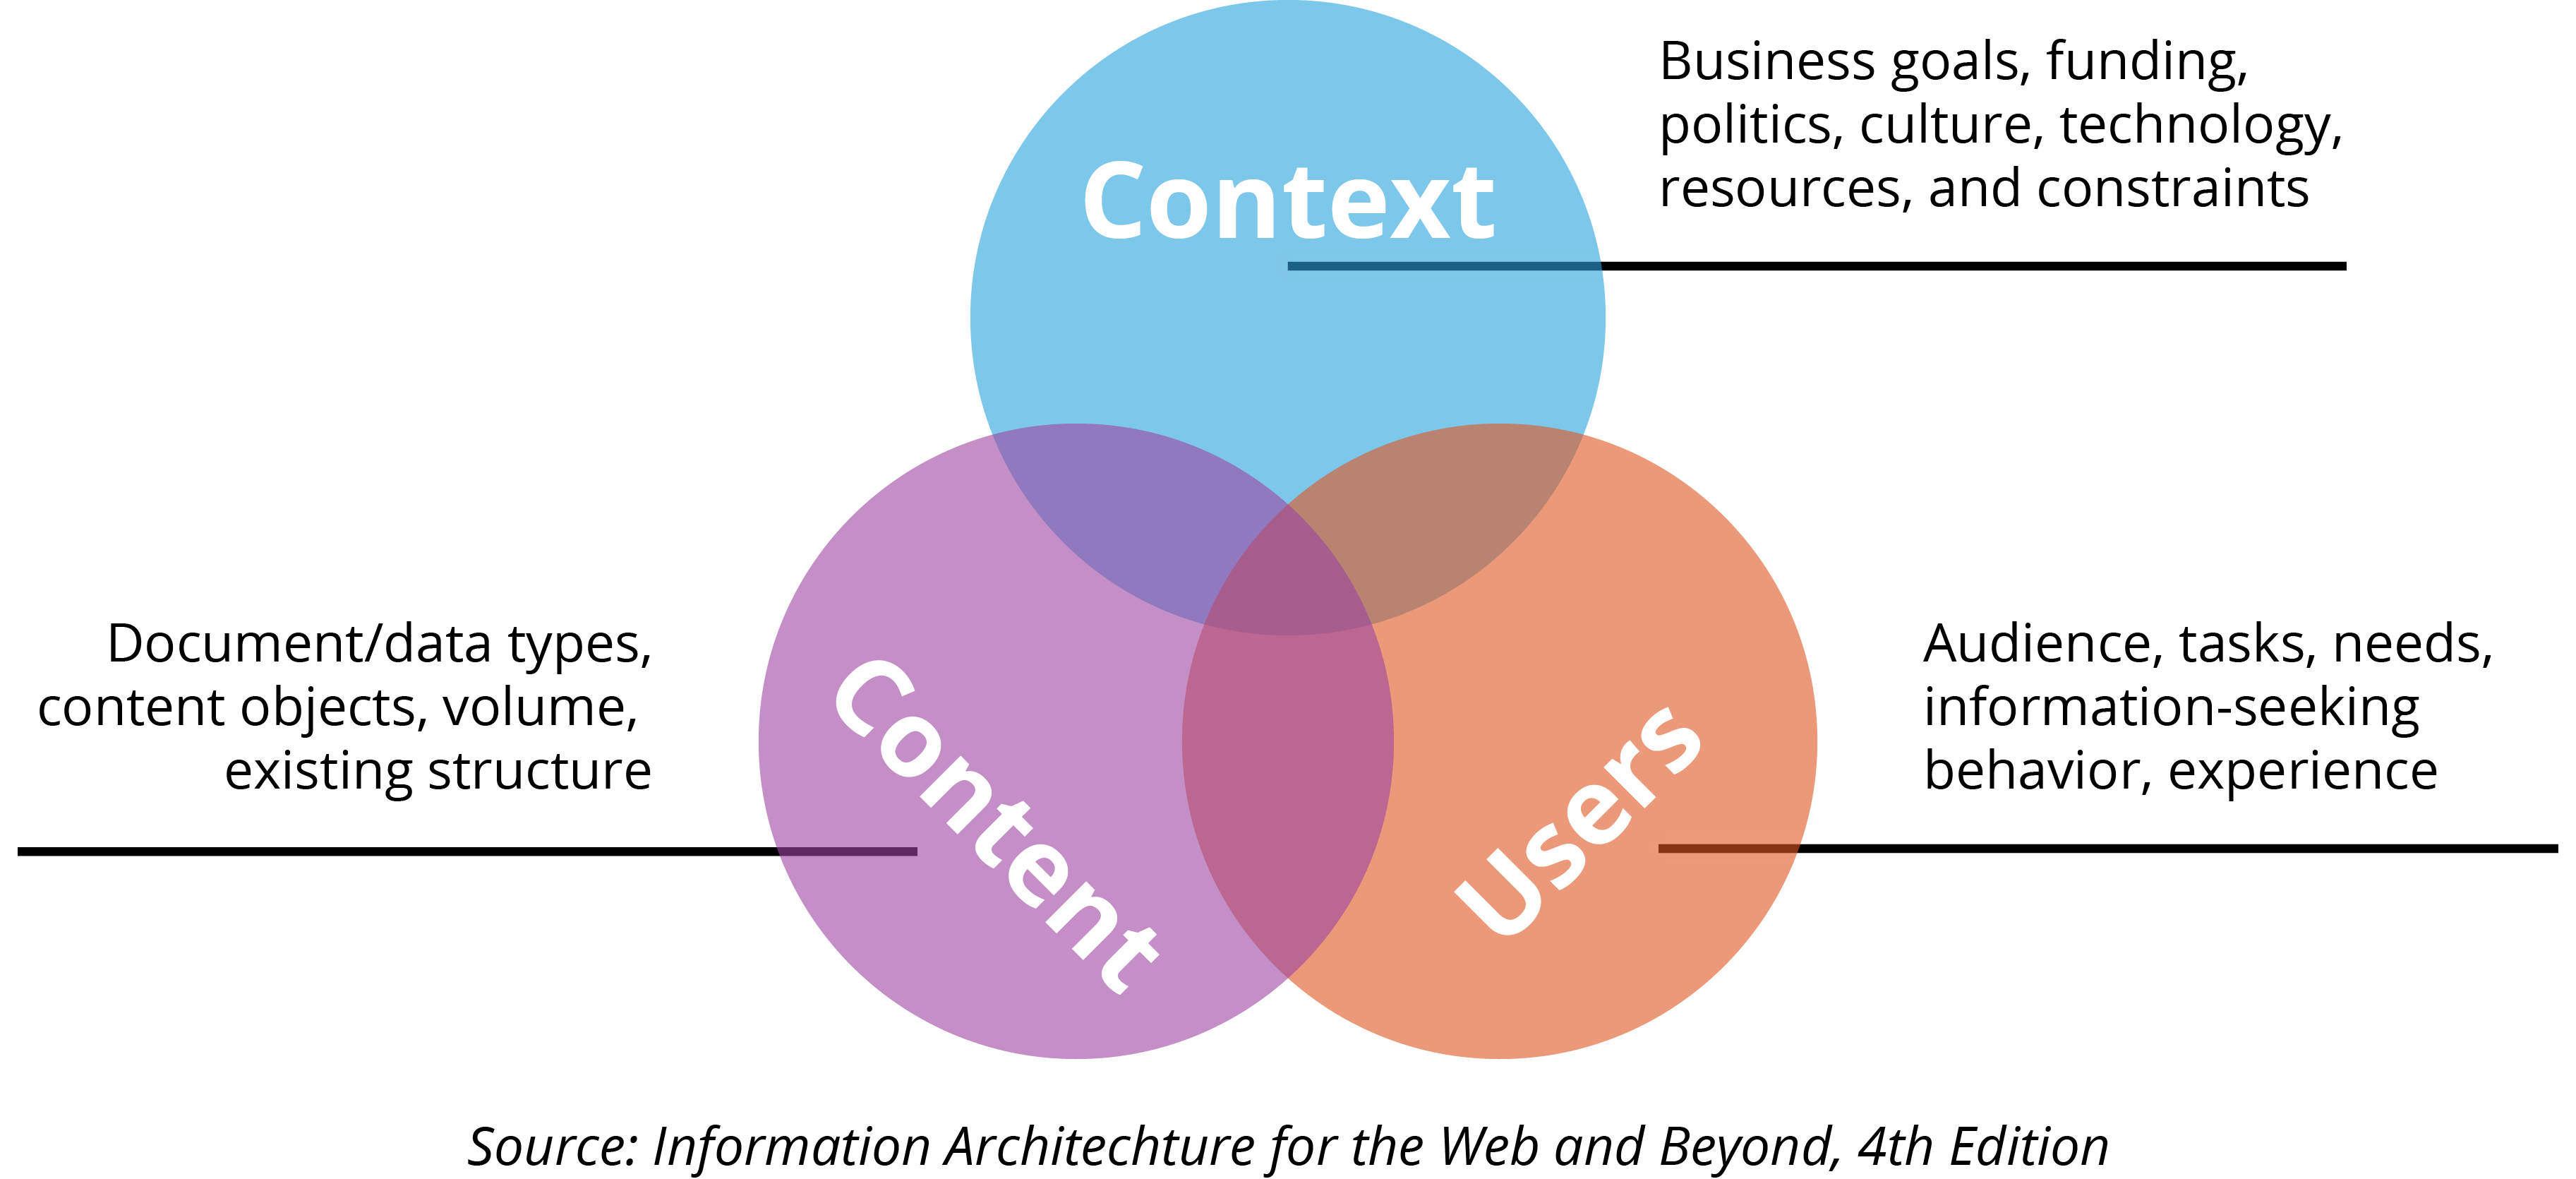 Context
Business goals, funding,
politics, culture, technology,
resources, and constraints
Document/data types,
content objects, volume,
existing structure
Content
Users
Audience, tasks, needs,
information-seeking
behavior, experience
Source: Information Architechture for the Web and Beyond, 4th Edition